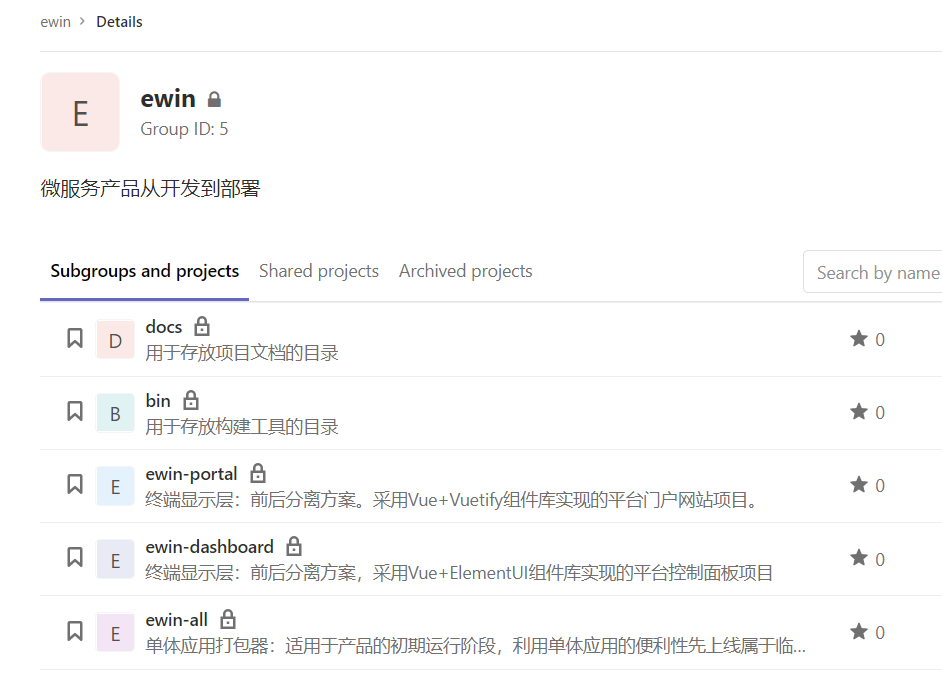 ewin > Details
E
ewin
Group ID: 5
微服务产品从开发到部署
Subgroups and projects Shared projects Archived projects Search by name
D docs 0
用于存放项目文档的目录
B bin 0
用于存放构建工具的目录
E ewin-portal 0
终端显示层：前后分离方案。采用Vue+Vuetify组件库实现的平台门户网站项目。
E ewin-dashboard 0
终端显示层：前后分离方案，采用Vue+ElementUI组件库实现的平台控制面板项目
E ewin-all 0
单体应用打包器：适用于产品的初期运行阶段，利用单体应用的便利性先上线属于临...